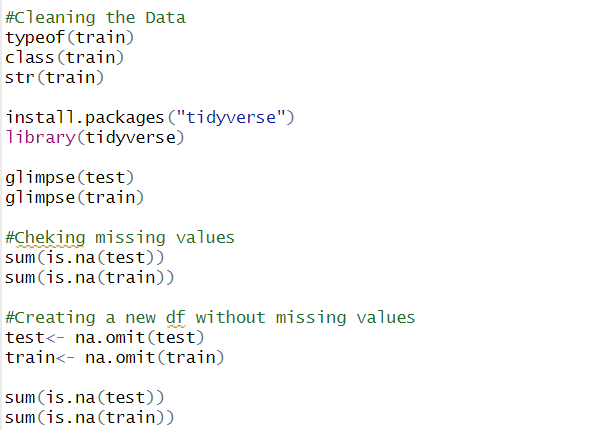 #Cleaning the Data
typeof(train)
class(train)
str(train)
install.packages("tidyverse")
library(tidyverse)
glimpse(test)
glimpse(train)
#Cheking missing values
sum(is.na(test))
sum(is.na(train))
#Creating a new df without missing values
test<- na.omit(test)
train<- na.omit(train)
sum(is.na(test))
sum(is.na(train))